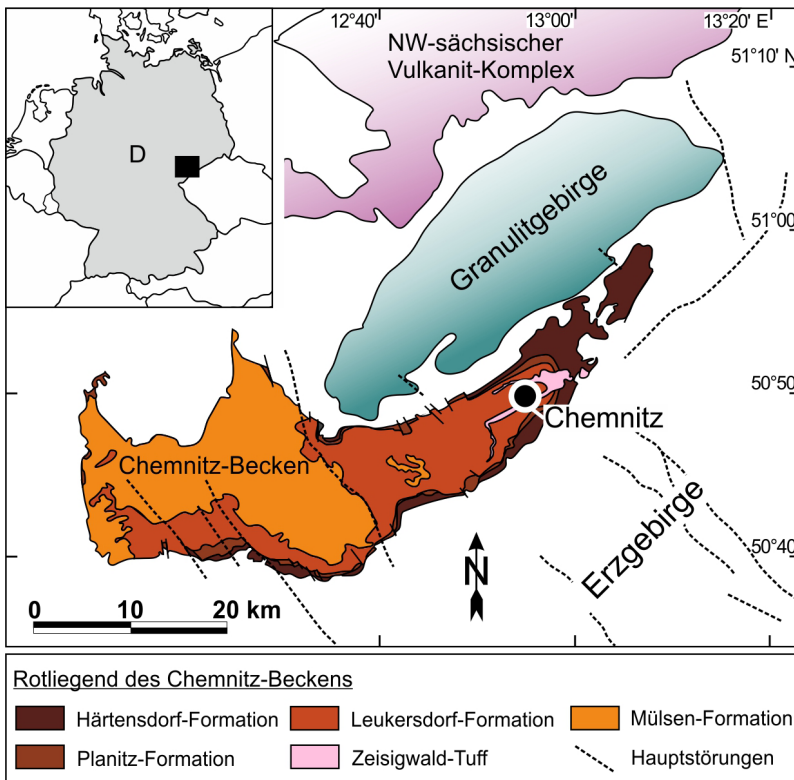 12°40'
13°00'
13°20' E
NW-sächsischer
Vulkanit-Komplex
51°10' N
D
Granulitgebirge
51°00'
50°50'
Chemnitz
Chemnitz-Becken
Erzgebirge
50°40'
N
0 10 20 km
Rotliegend des Chemnitz-Beckens
Härtensdorf-Formation
Leukersdorf-Formation
Mülsen-Formation
Planitz-Formation
Zeisigwald-Tuff
Hauptstörungen